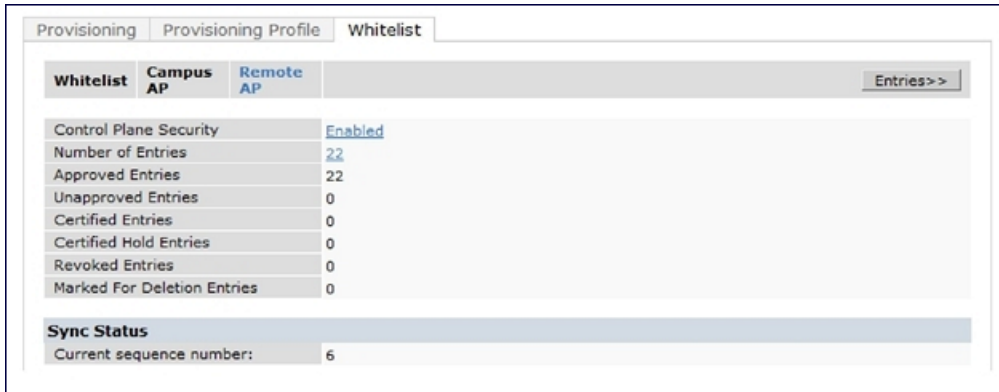 Provisioning Provisioning Profile Whitelist
Whitelist Campus AP Remote AP Entries>>
Control Plane Security Enabled
Number of Entries 22
Approved Entries 22
Unapproved Entries 0
Certified Entries 0
Certified Hold Entries 0
Revoked Entries 0
Marked For Deletion Entries 0
Sync Status
Current sequence number: 6